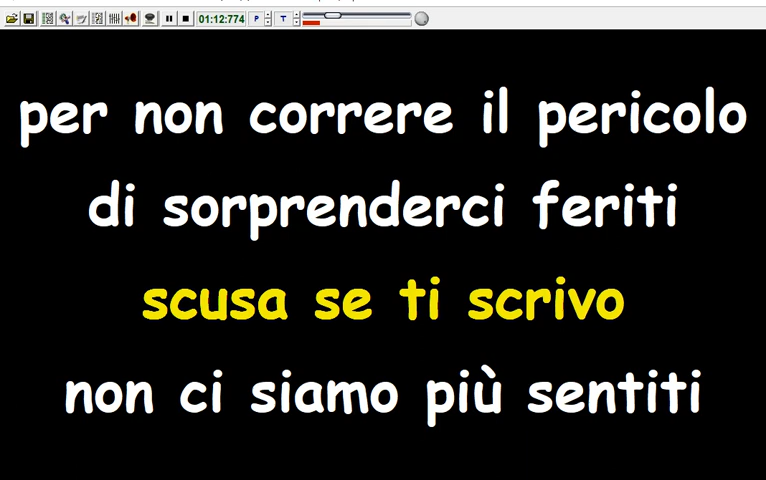 01:12:774 P T
per non correre il pericolo
di sorprenderci feriti
scusa se ti scrivo
non ci siamo più sentiti